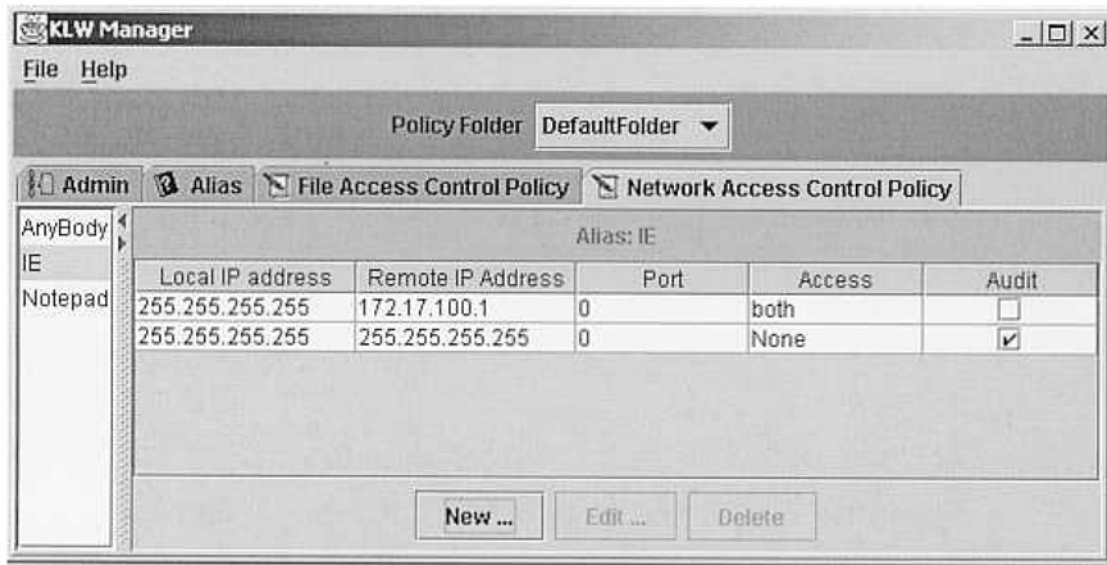 KLW Manager
File Help
Policy Folder DefaultFolder
Admin Alias File Access Control Policy Network Access Control Policy
AnyBody
IE
Notepad
Alias: IE
Local IP address Remote IP Address Port Access Audit
255.255.255.255 172.17.100.1 0 both
255.255.255.255 255.255.255.255 0 None
New ... Edit ... Delete